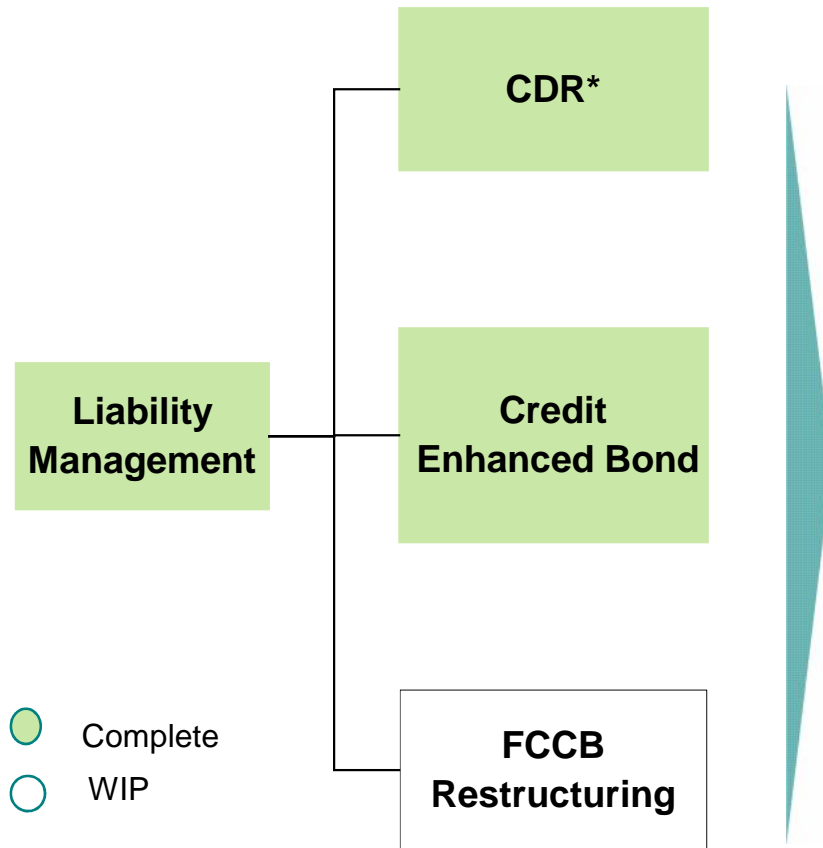 CDR*
Liability
Management
Credit
Enhanced Bond
FCCB
Restructuring
Complete
WIP